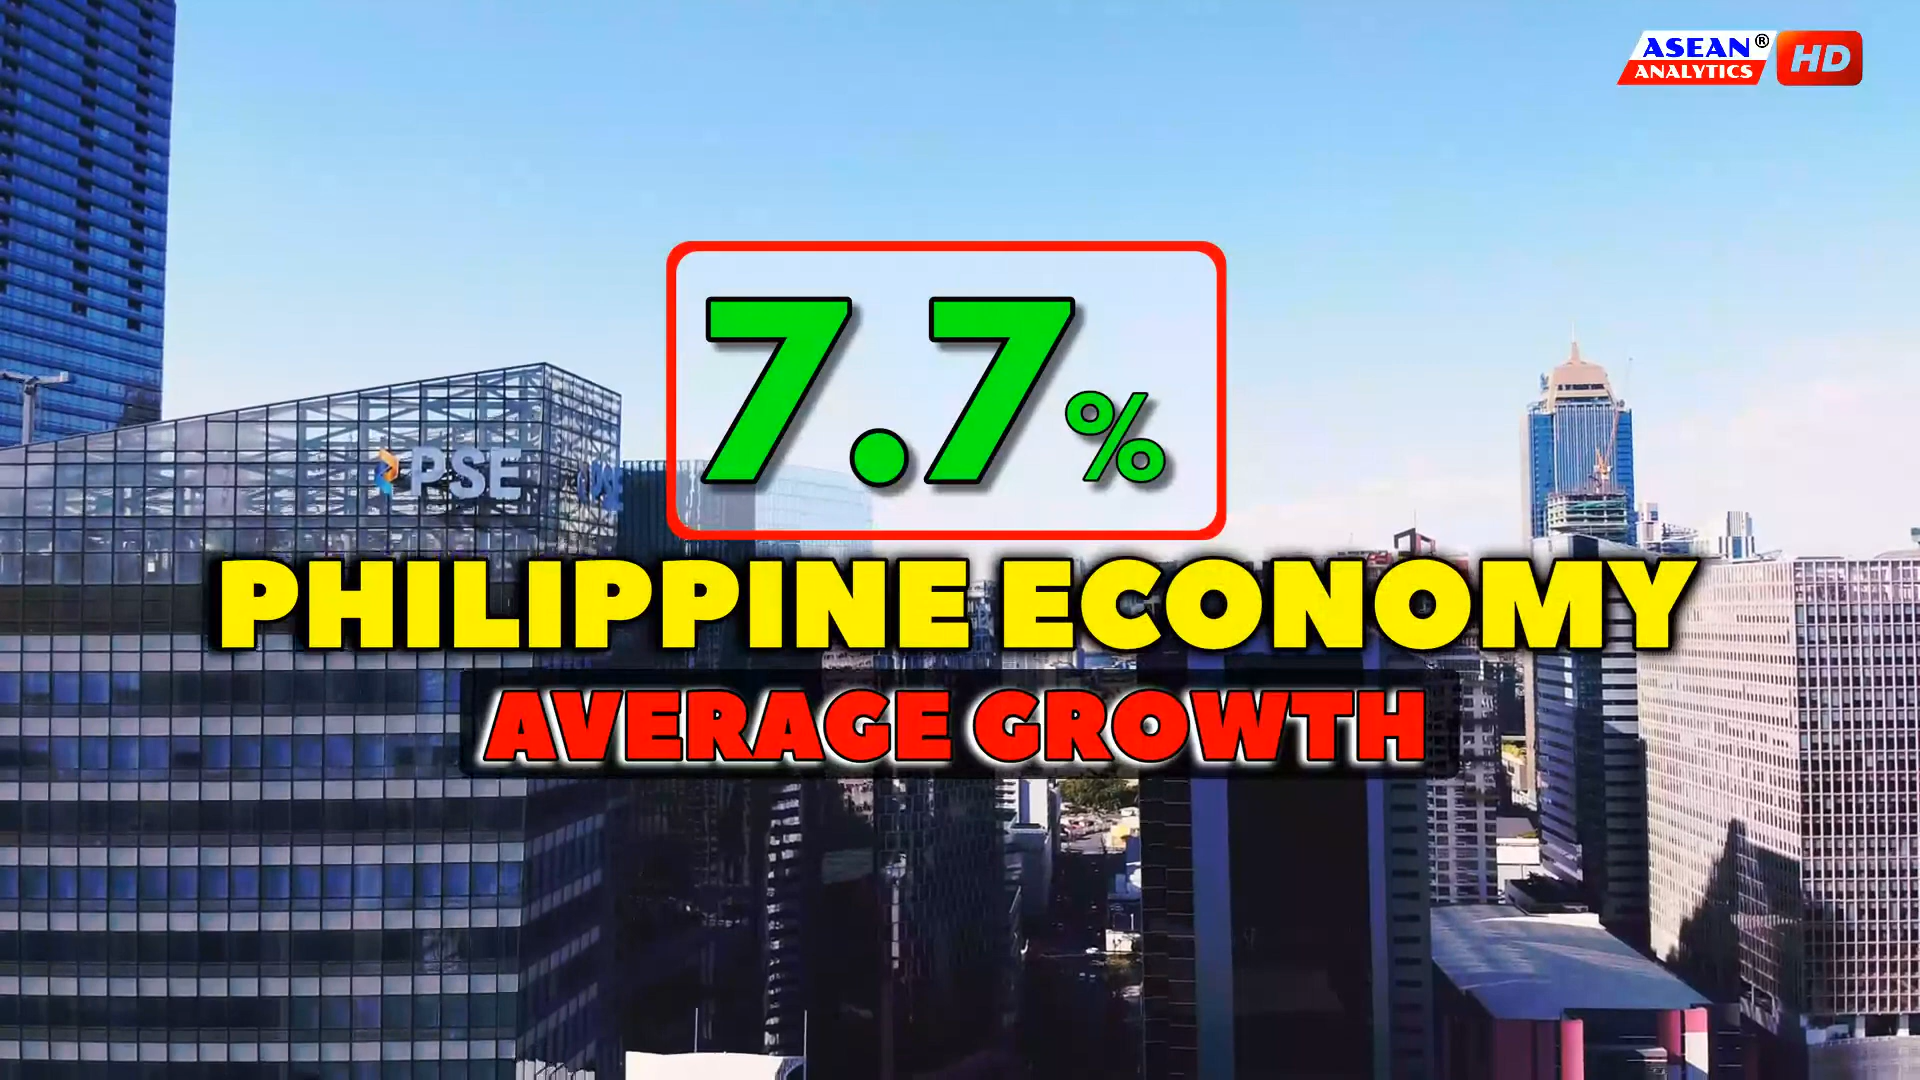 ASEAN®
ANALYTICS
HD
7.7%
PSE
PHILIPPINE ECONOMY
AVERAGE GROWTH